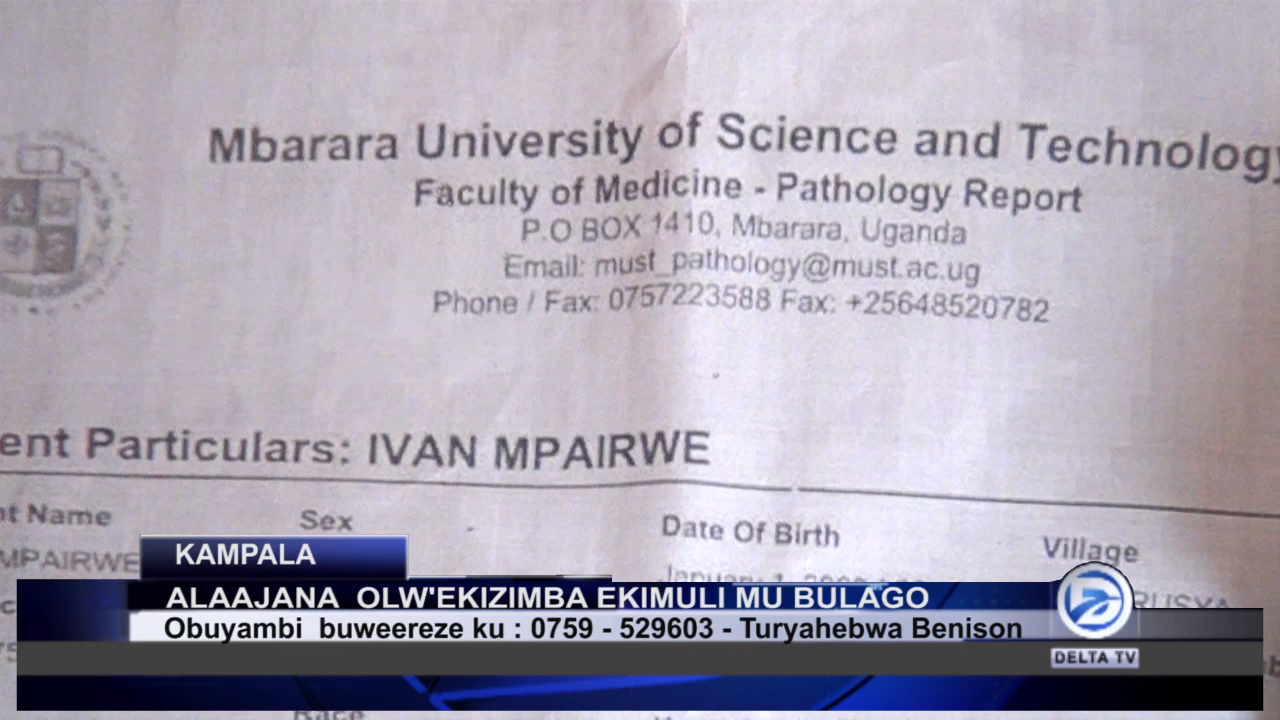 Mbarara University of Science and Technology
Faculty of Medicine - Pathology Report
P.O BOX 1410, Mbarara, Uganda
Email: must_pathology@must.ac.ug
Phone / Fax: 0757223588 Fax: +25648520782
ent Particulars: IVAN MPAIRWE
nt Name Sex Date Of Birth Village
MPAIRWE January 1,
KAMPALA
ALAAJANA OLW'EKIZIMBA EKIMULI MU BULAGO
Obuyambi buweereze ku : 0759 - 529603 - Turyahebwa Benison
DELTA TV